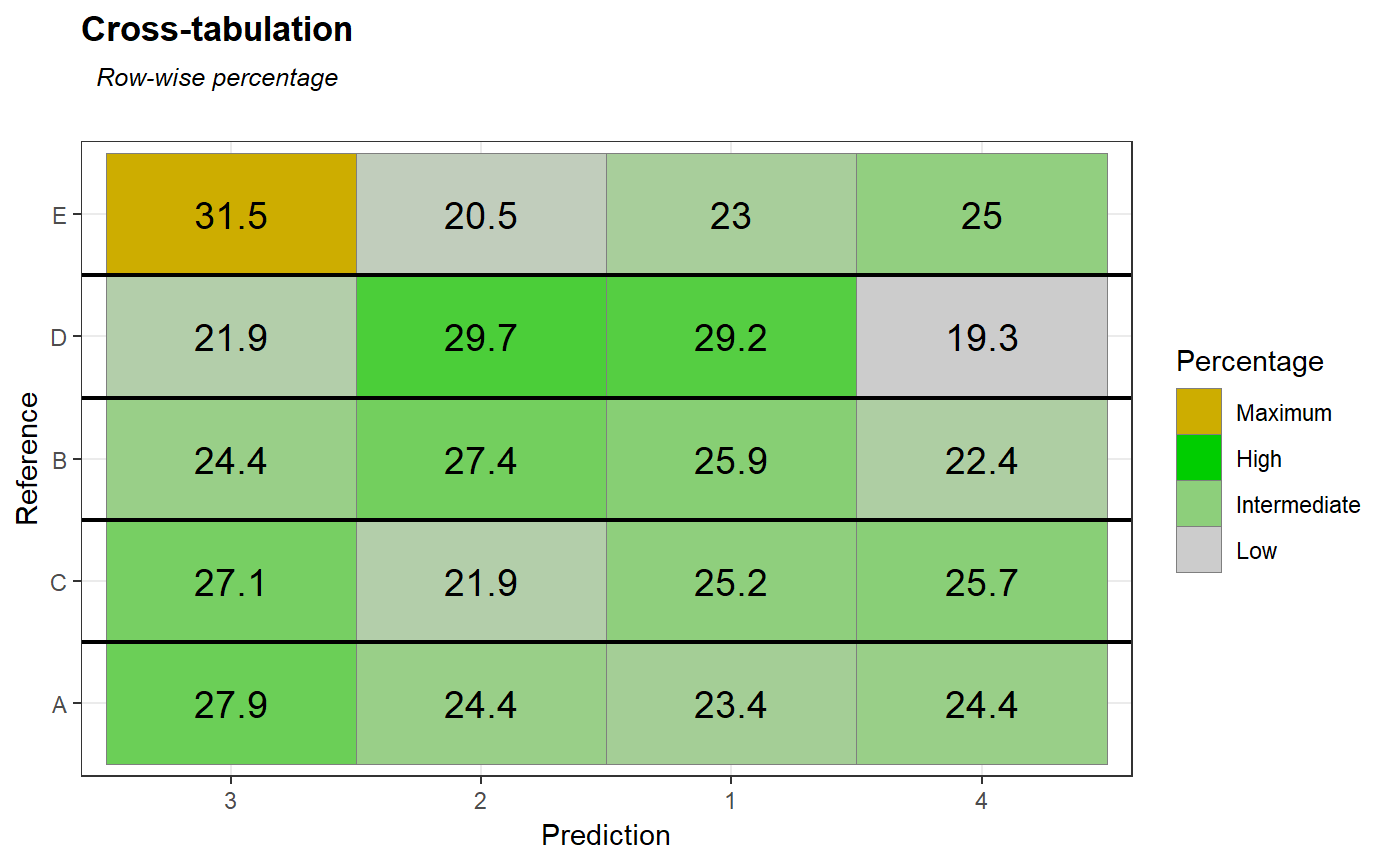 Cross-tabulation
Row-wise percentage
E 31.5 20.5 23 25
D 21.9 29.7 29.2 19.3
B 24.4 27.4 25.9 22.4
C 27.1 21.9 25.2 25.7
A 27.9 24.4 23.4 24.4
3 2 1 4
Prediction
Reference
Percentage
Maximum
High
Intermediate
Low